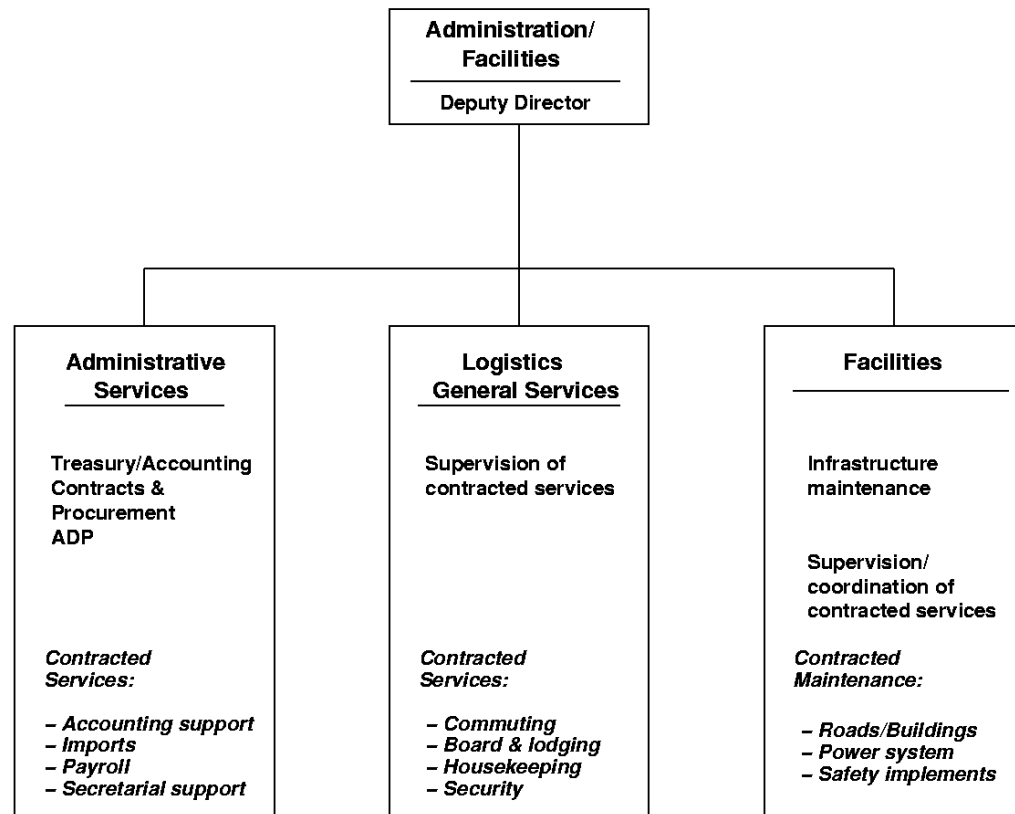 Administration/
Facilities
Deputy Director
Administrative
Services
Treasury/Accounting
Contracts &
Procurement
ADP
Contracted
Services:
– Accounting support
– Imports
– Payroll
– Secretarial support
Logistics
General Services
Supervision of
contracted services
Contracted
Services:
– Commuting
– Board & lodging
– Housekeeping
– Security
Facilities
Infrastructure
maintenance
Supervision/
coordination of
contracted services
Contracted
Maintenance:
– Roads/Buildings
– Power system
– Safety implements